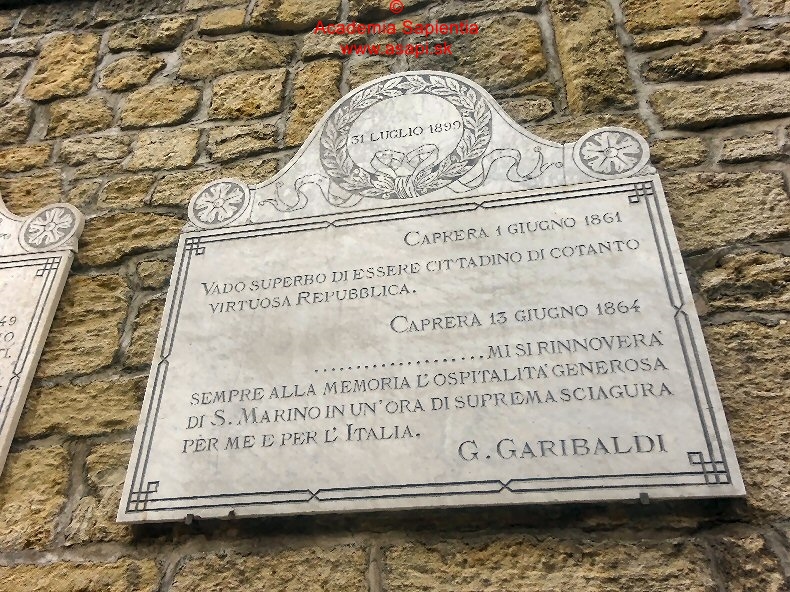 ©
Academia Sapientia
www.asapi.sk
31 LUGLIO 1899
CAPRERA 1 GIUGNO 1861
VADO SUPERBO DI ESSERE CITTADINO DI COTANTO
VIRTUOSA REPUBBLICA.
CAPRERA 13 GIUGNO 1864
.....................MI SI RINNOVERA'
SEMPRE ALLA MEMORIA L'OSPITALITA' GENEROSA
DI S. MARINO IN UN'ORA DI SUPREMA SCIAGURA
PER ME E PER L'ITALIA.
G. GARIBALDI